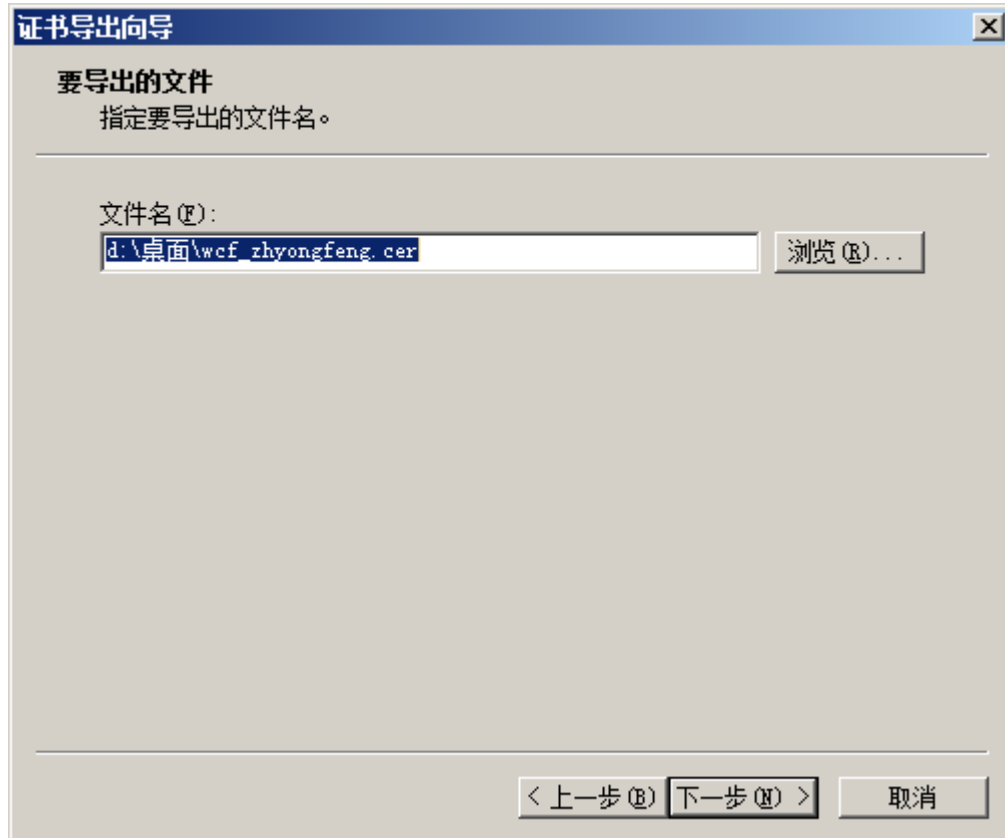 证书导出向导
要导出的文件
指定要导出的文件名。
文件名(F):
d:\桌面\wcf_zhyongfeng.cer
浏览(R)...
< 上一步(B) 下一步(N) > 取消